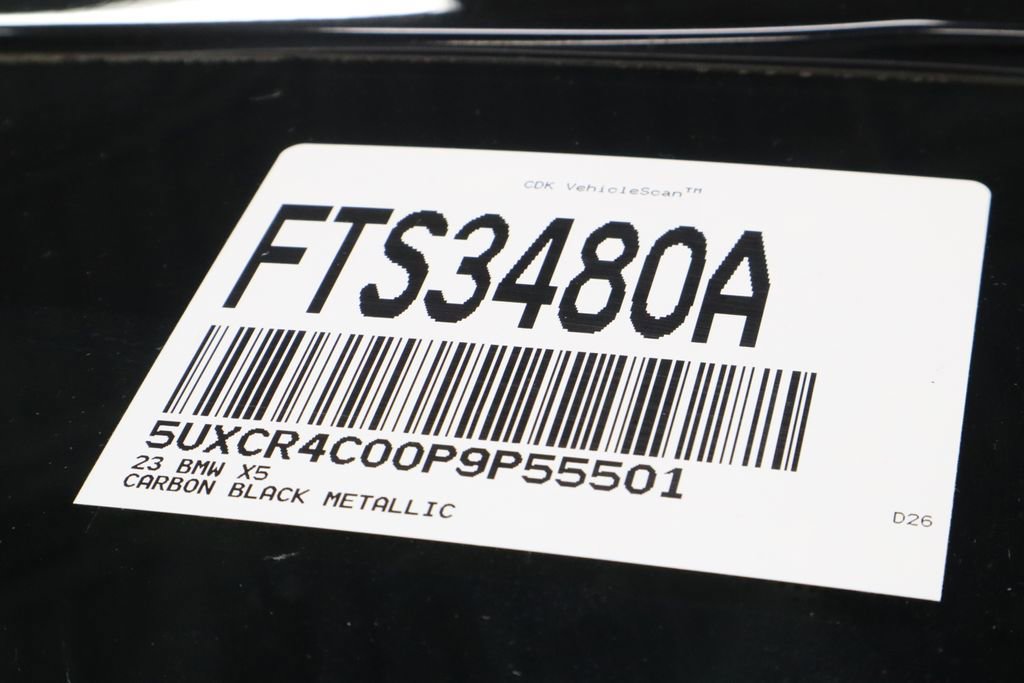 CDK VehicleScan™
FTS3480A
5UXCR4C00P9P55501
23 BMW X5
CARBON BLACK METALLIC
D26